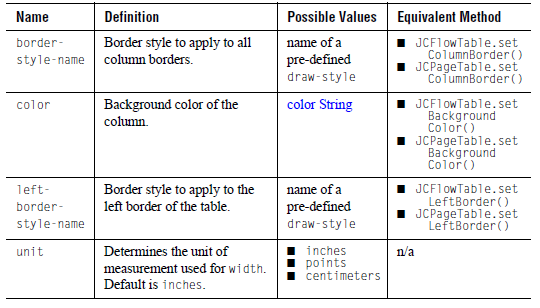 Name Definition Possible Values Equivalent Method
border-style-name
Border style to apply to all
column borders.
name of a
pre-defined
draw-style
■ JCFlowTable.set
ColumnBorder()
■ JCPageTable.set
ColumnBorder()
color
Background color of the
column.
color String
■ JCFlowTable.set
Background
Color()
■ JCPageTable.set
Background
Color()
left-
border-
style-name
Border style to apply to the
left border of the table.
name of a
pre-defined
draw-style
■ JCFlowTable.set
LeftBorder()
■ JCPageTable.set
LeftBorder()
unit
Determines the unit of
measurement used for width.
Default is inches.
■ inches
■ points
■ centimeters
n/a